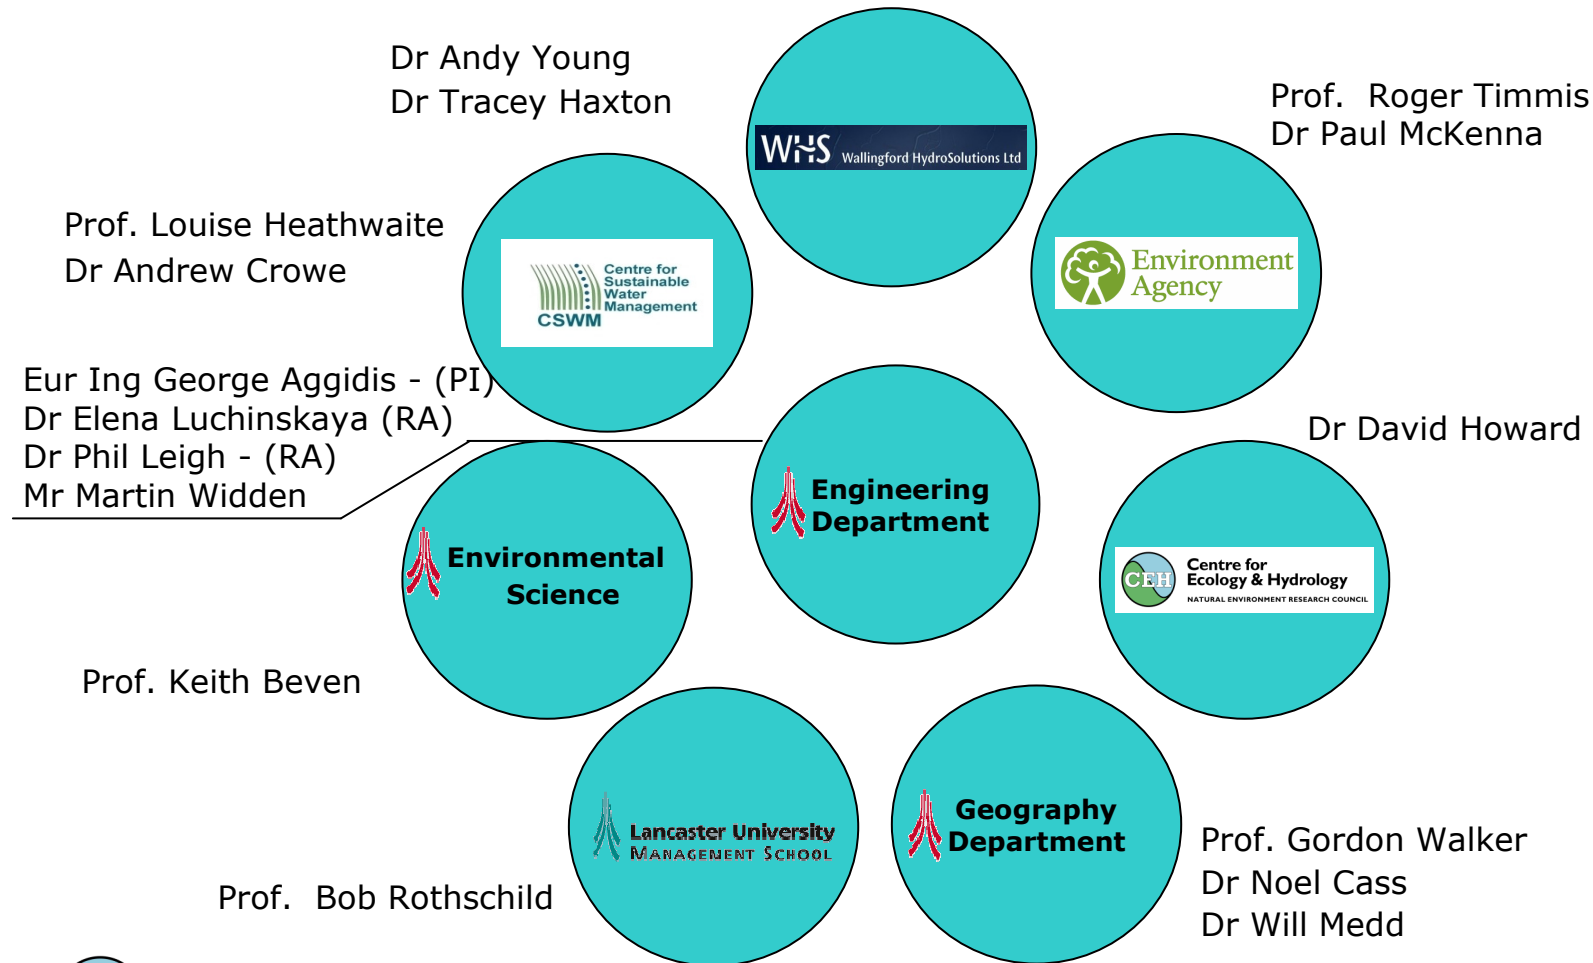 Dr Andy Young
Dr Tracey Haxton
WHS Wallingford HydroSolutions Ltd
Prof. Roger Timmis
Dr Paul McKenna
Prof. Louise Heathwaite
Dr Andrew Crowe
CSWM
Centre for
Sustainable
Water
Management
Environment
Agency
Eur Ing George Aggidis - (PI)
Dr Elena Luchinskaya (RA)
Dr Phil Leigh - (RA)
Mr Martin Widden
Engineering
Department
Dr David Howard
Environmental
Science
CEH
Centre for
Ecology & Hydrology
NATURAL ENVIRONMENT RESEARCH COUNCIL
Prof. Keith Beven
Lancaster University
MANAGEMENT SCHOOL
Geography
Department
Prof. Bob Rothschild
Prof. Gordon Walker
Dr Noel Cass
Dr Will Medd